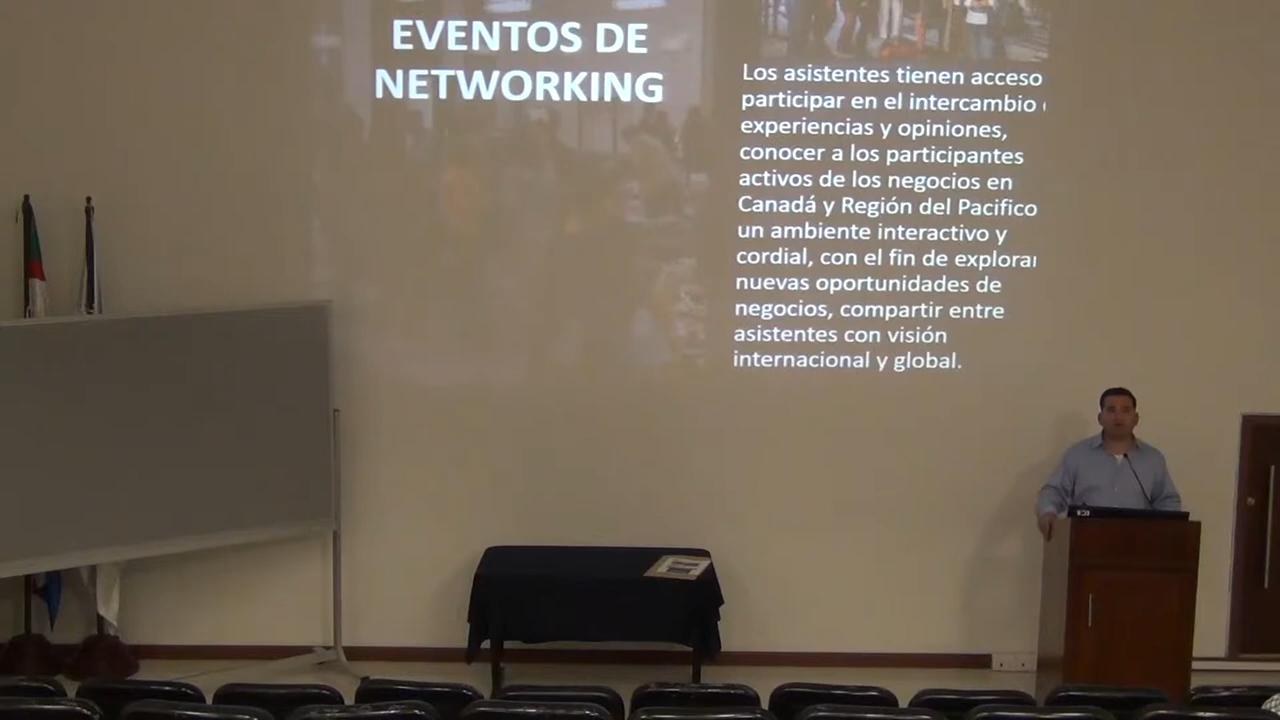 EVENTOS DE
NETWORKING
Los asistentes tienen acceso
participar en el intercambio
experiencias y opiniones,
conocer a los participantes
activos de los negocios en
Canadá y Región del Pacifico
un ambiente interactivo y
cordial, con el fin de explorar
nuevas oportunidades de
negocios, compartir entre
asistentes con visión
internacional y global.